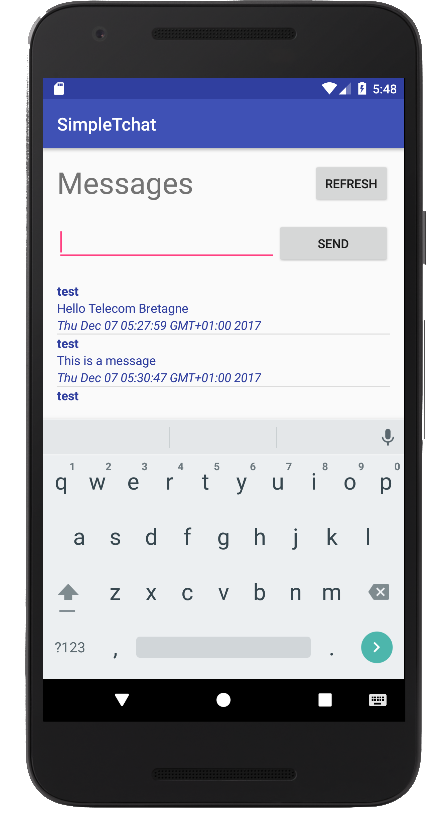 5:48
SimpleTchat
Messages
REFRESH
SEND
test
Hello Telecom Bretagne
Thu Dec 07 05:27:59 GMT+01:00 2017
test
This is a message
Thu Dec 07 05:30:47 GMT+01:00 2017
test
1 2 3 4 5 6 7 8 9 0
q w e r t y u i o p
a s d f g h j k l
z x c v b n m
?123 , .